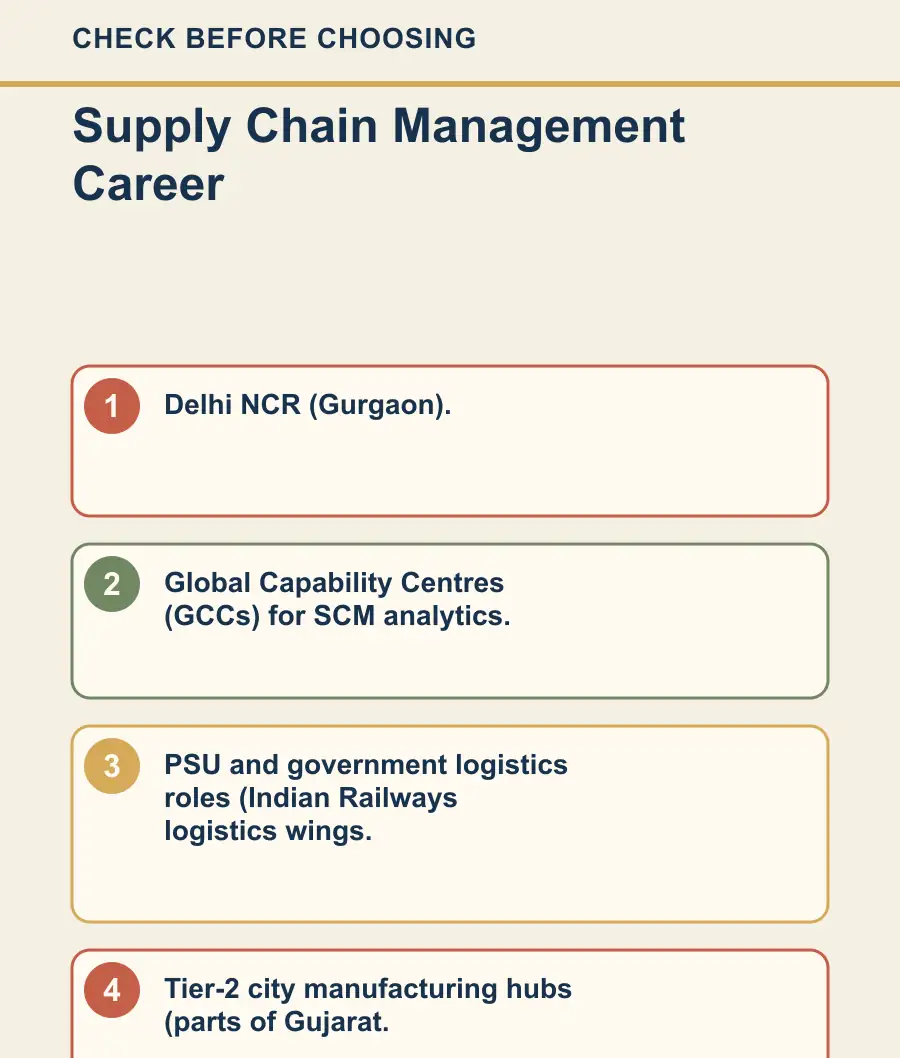 CHECK BEFORE CHOOSING
Supply Chain Management
Career
1
Delhi NCR (Gurgaon).
2
Global Capability Centres
(GCCs) for SCM analytics.
3
PSU and government logistics
roles (Indian Railways
logistics wings.
4
Tier-2 city manufacturing hubs
(parts of Gujarat.